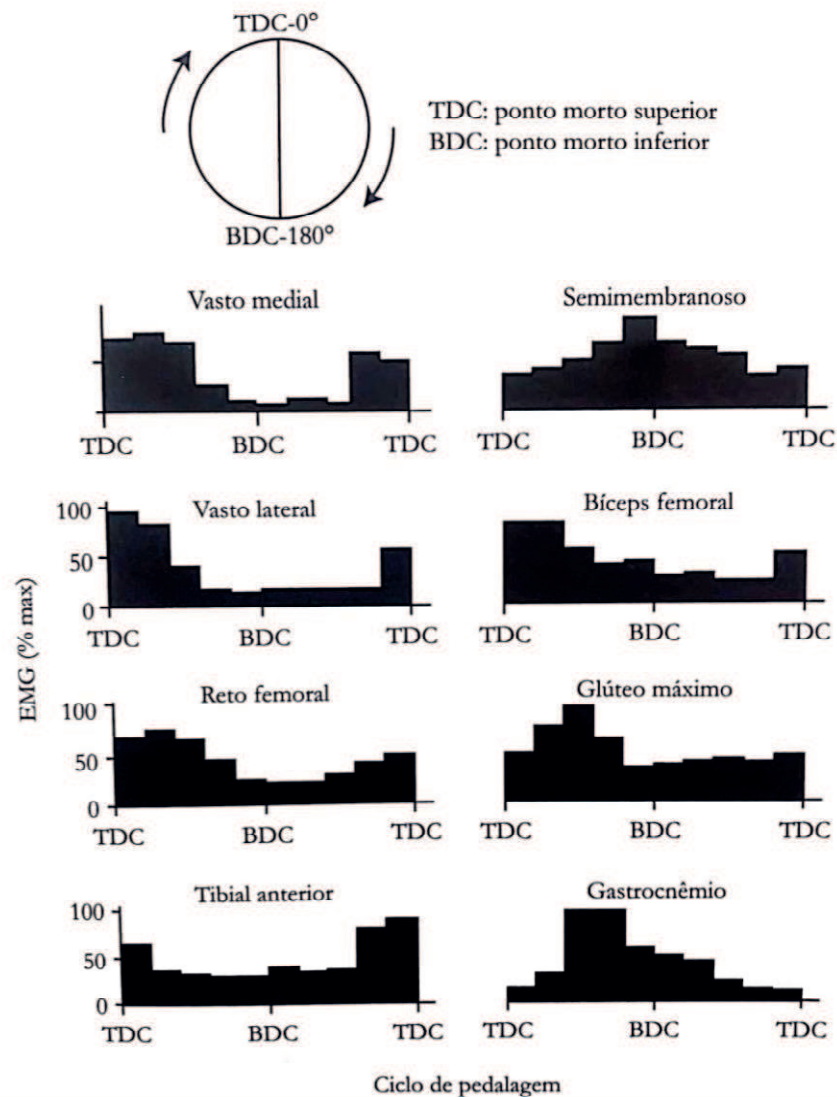 TDC-0°
TDC: ponto morto superior
BDC: ponto morto inferior
BDC-180°
Vasto medial
TDC
BDC
TDC
Semimembranoso
TDC
BDC
TDC
EMG (% max)
Vasto lateral
100
50
0
TDC
BDC
TDC
Bíceps femoral
TDC
BDC
TDC
Reto femoral
100
50
0
TDC
BDC
TDC
Glúteo máximo
TDC
BDC
TDC
Tibial anterior
100
50
0
TDC
BDC
TDC
Gastrocnêmio
TDC
BDC
TDC
Ciclo de pedalagem